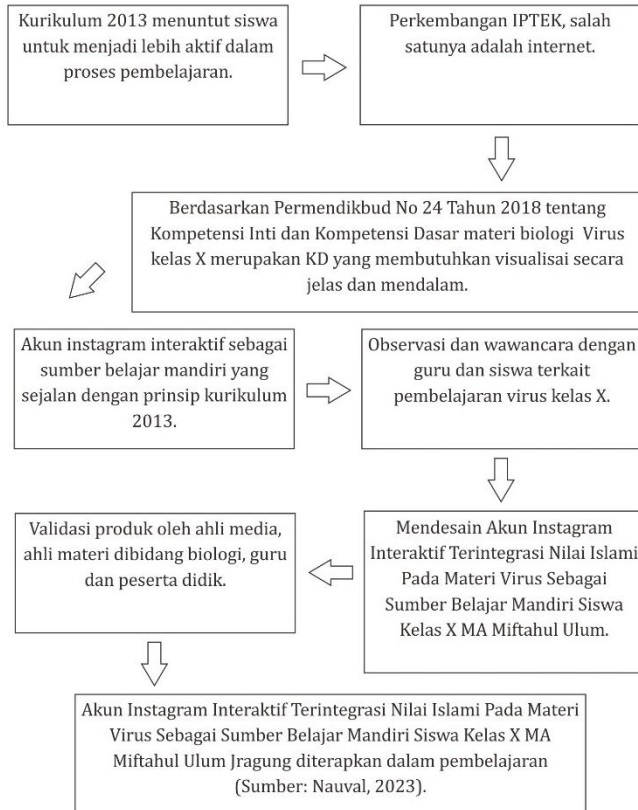 Kurikulum 2013 menuntut siswa
untuk menjadi lebih aktif dalam
proses pembelajaran.
Perkembangan IPTEK, salah
satunya adalah internet.
Berdasarkan Permendikbud No 24 Tahun 2018 tentang
Kompetensi Inti dan Kompetensi Dasar materi biologi Virus
kelas X merupakan KD yang membutuhkan visualisai secara
jelas dan mendalam.
Akun instagram interaktif sebagai
sumber belajar mandiri yang
sejalan dengan prinsip kurikulum
2013.
Observasi dan wawancara dengan
guru dan siswa terkait
pembelajaran virus kelas X.
Mendesain Akun Instagram
Interaktif Terintegrasi Nilai Islami
Pada Materi Virus Sebagai
Sumber Belajar Mandiri Siswa
Kelas X MA Miftahul Ulum.
Validasi produk oleh ahli media,
ahli materi dibidang biologi, guru
dan peserta didik.
Akun Instagram Interaktif Terintegrasi Nilai Islami Pada Materi
Virus Sebagai Sumber Belajar Mandiri Siswa Kelas X MA
Miftahul Ulum Jragung diterapkan dalam pembelajaran
(Sumber: Nauval, 2023).